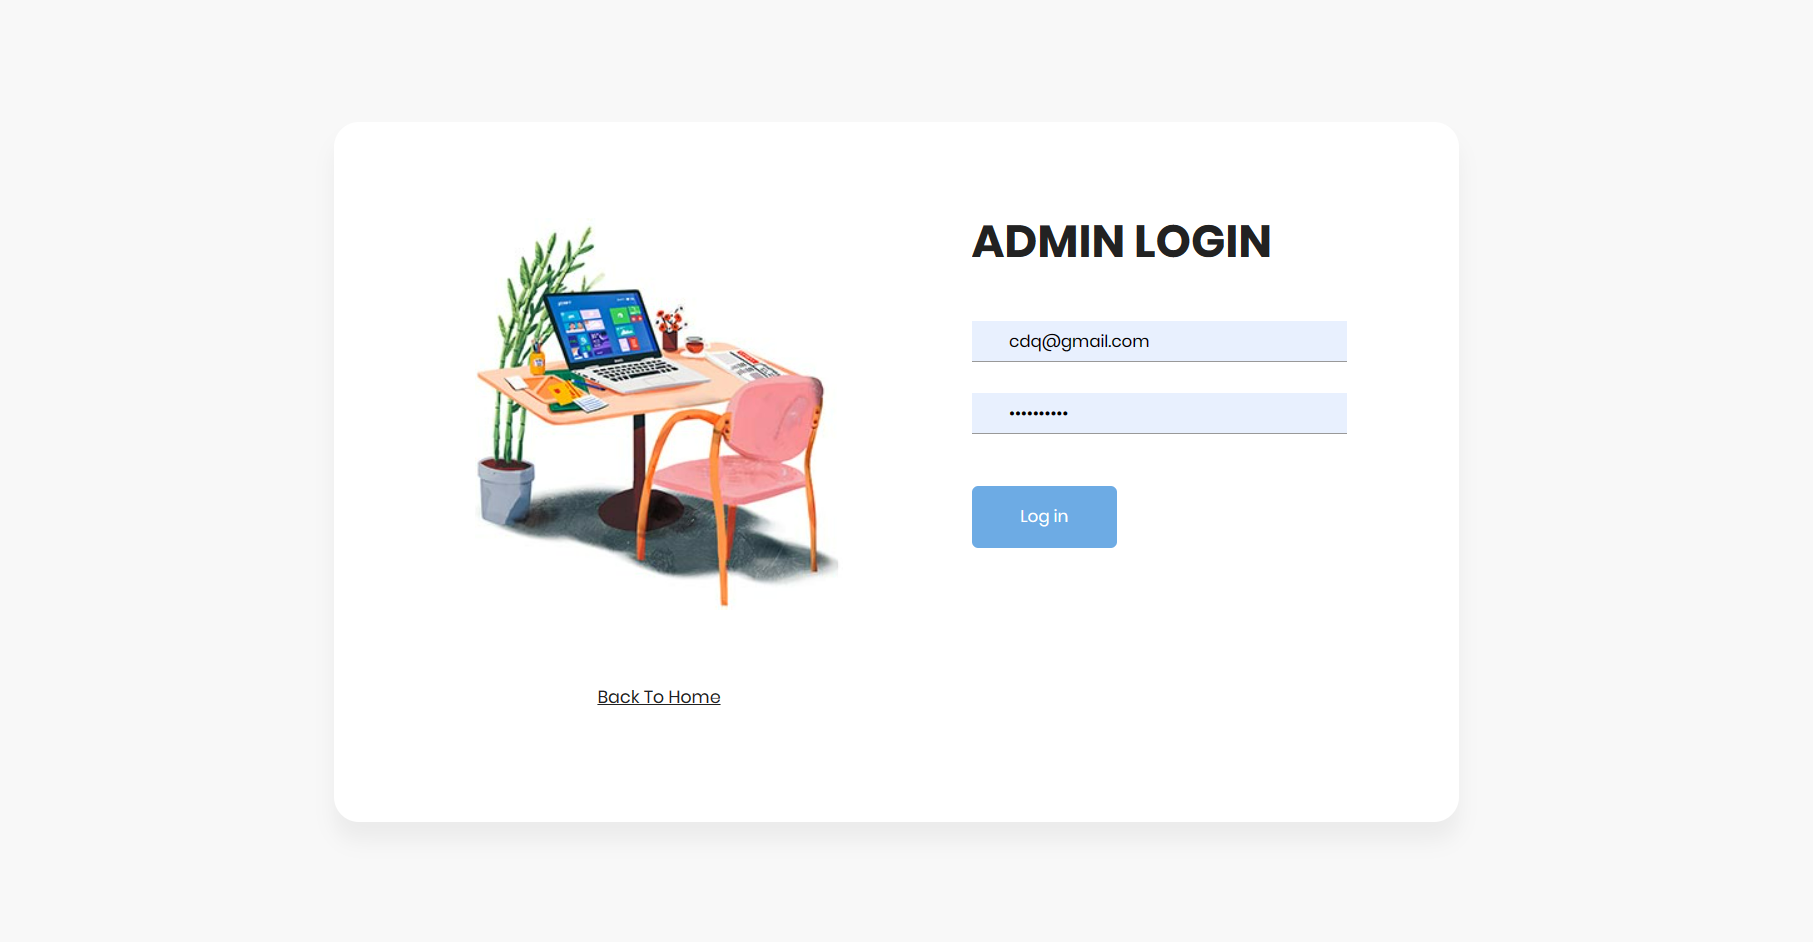 ADMIN LOGIN
cdq@gmail.com
••••••••••
Log in
Back To Home